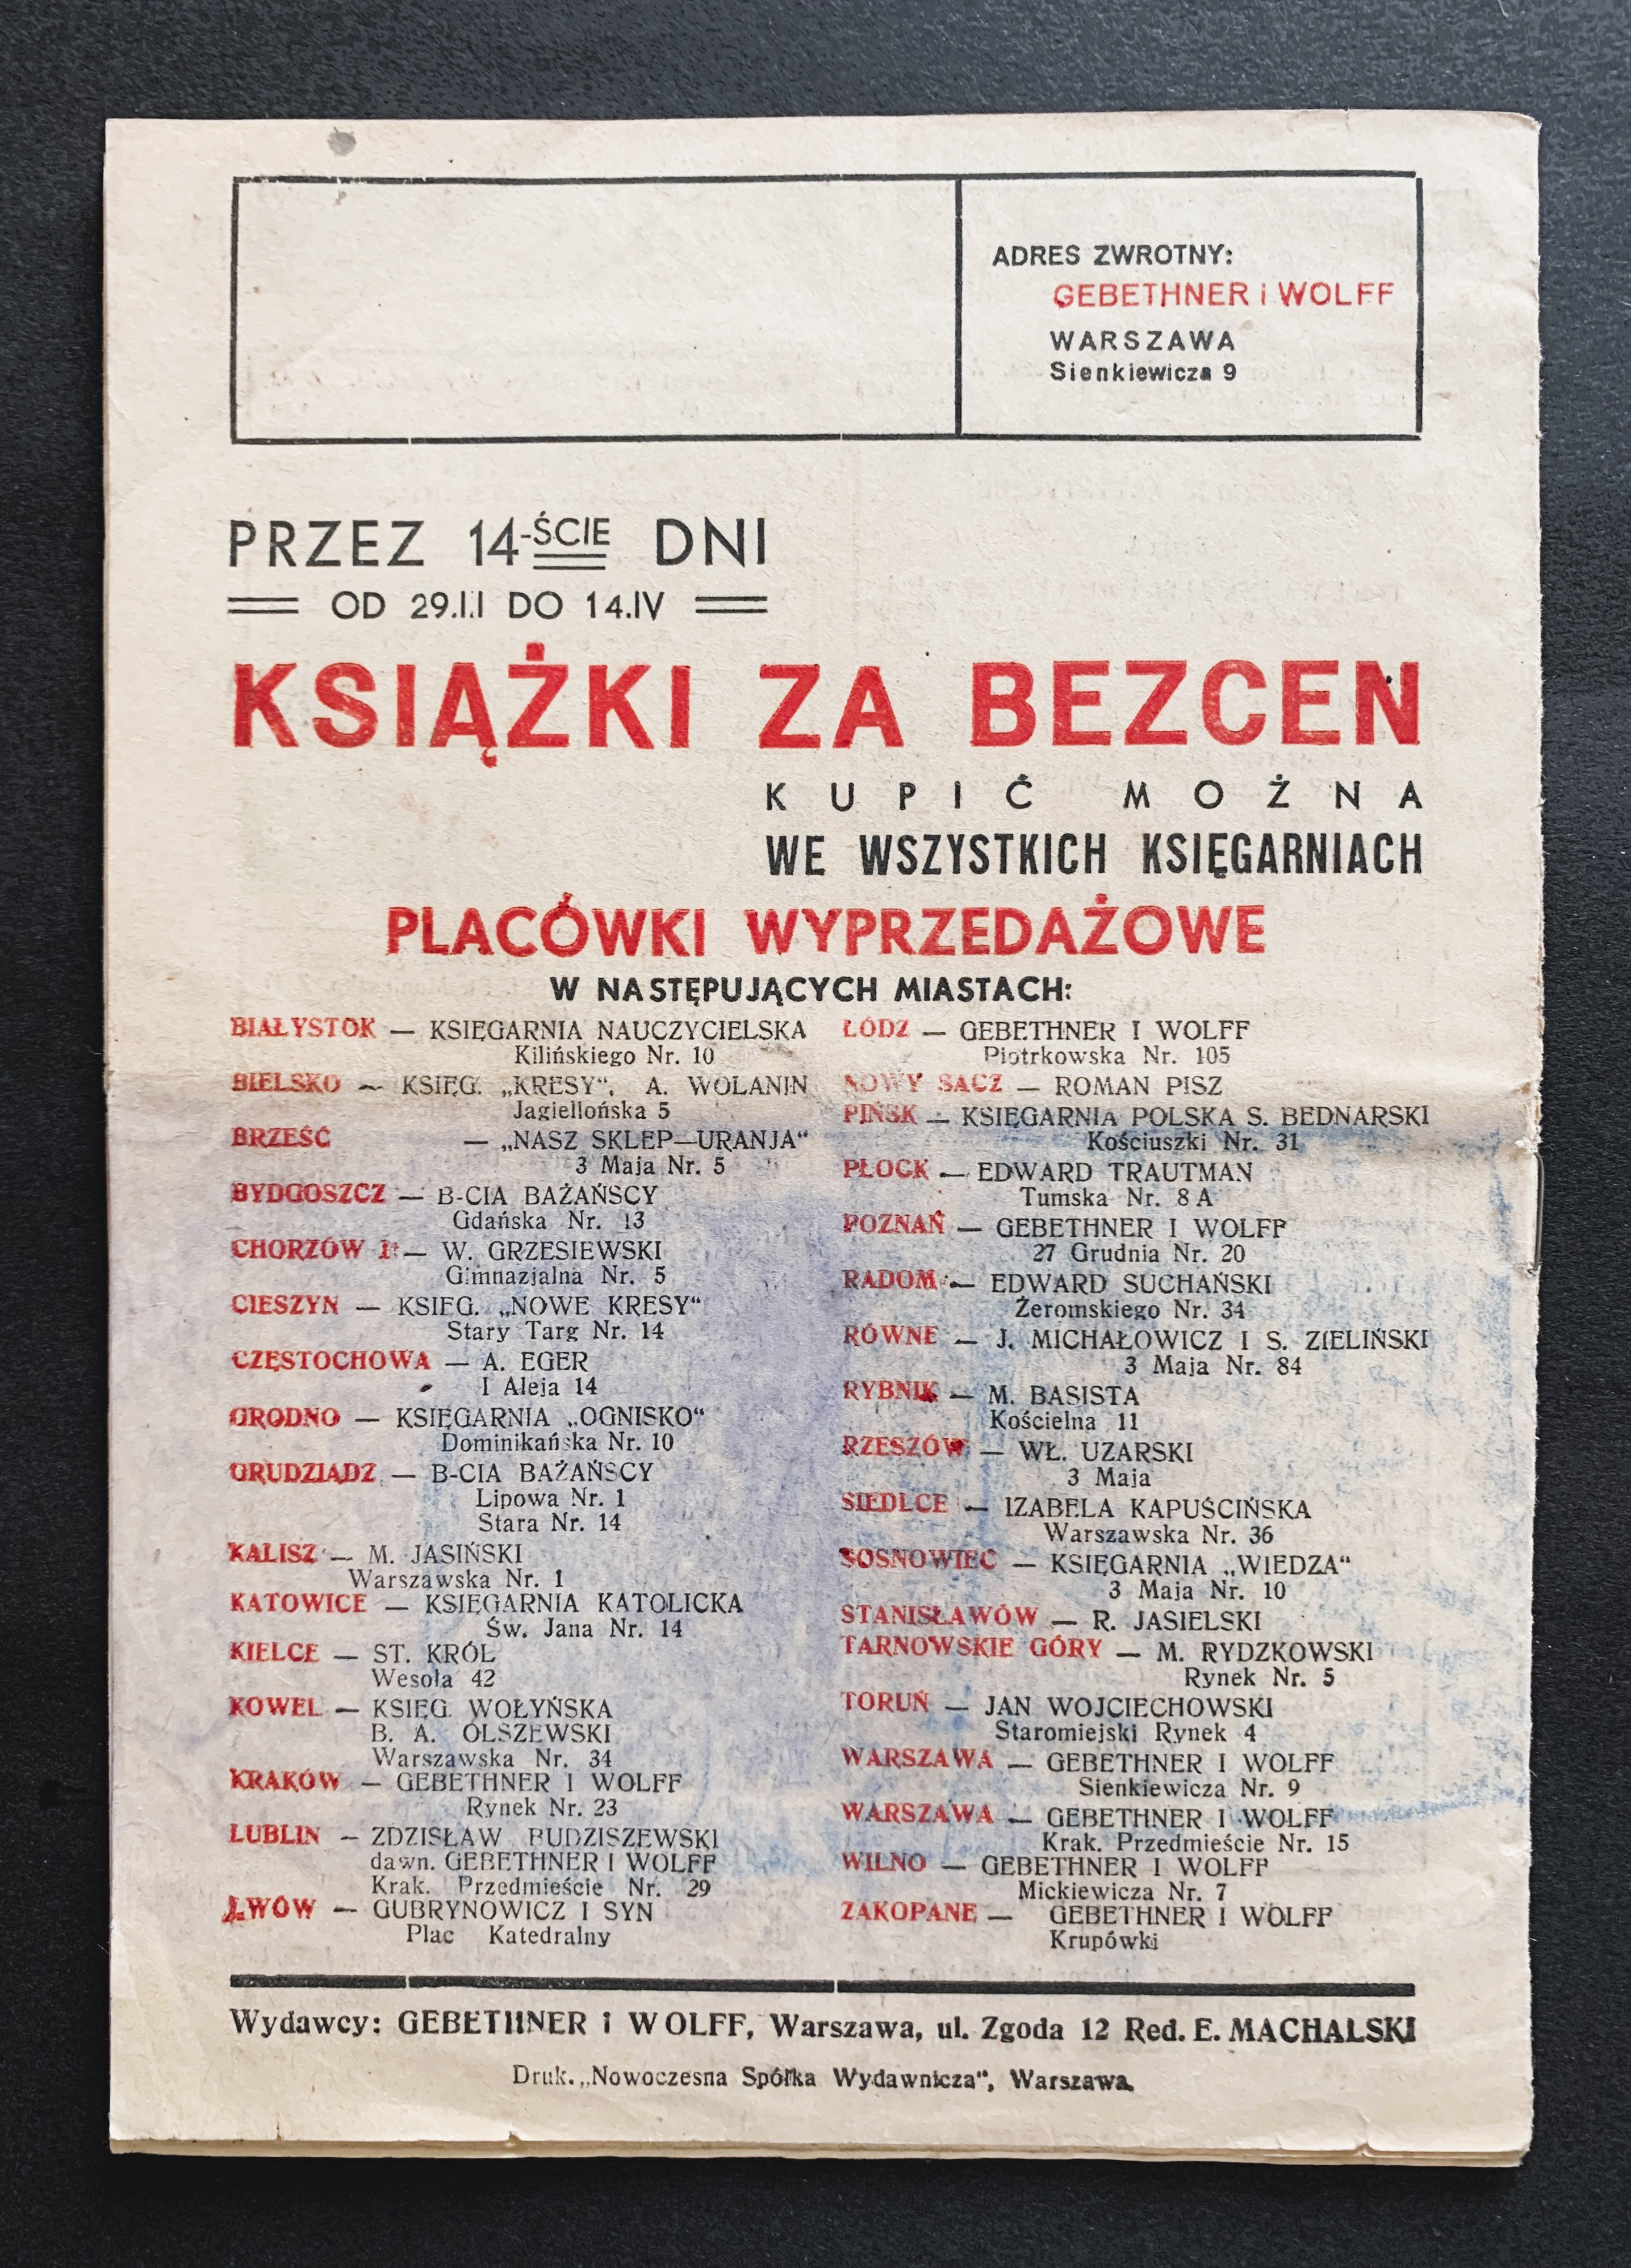 ADRES ZWROTNY:
GEBETHNER i WOLFF
WARSZAWA
Sienkiewicza 9
PRZEZ 14-ŚCIE DNI
OD 29.III DO 14.IV
KSIĄŻKI ZA BEZCEN
KUPIĆ MOŻNA
WE WSZYSTKICH KSIĘGARNIACH
PLACÓWKI WYPRZEDAŻOWE
W NASTĘPUJĄCYCH MIASTACH:
BIAŁYSTOK — KSIĘGARNIA NAUCZYCIELSKA
Kilińskiego Nr. 10
BIELSKO — KSIĘG. „KRESY“, A. WOLANIN
Jagiellońska 5
BRZEŚĆ — „NASZ SKLEP—URANJA“
3 Maja Nr. 5
BYDGOSZCZ — B-CIA BAŻAŃSCY
Gdańska Nr. 13
CHORZÓW I — W. GRZESIEWSKI
Gimnazjalna Nr. 5
CIESZYN — KSIĘG. „NOWE KRESY“
Stary Targ Nr. 14
CZĘSTOCHOWA — A. EGER
I Aleja 14
GRODNO — KSIĘGARNIA „OGNISKO“
Dominikańska Nr. 10
GRUDZIĄDZ — B-CIA BAŻAŃSCY
Lipowa Nr. 1
Stara Nr. 14
KALISZ — M. JASIŃSKI
Warszawska Nr. 1
KATOWICE — KSIĘGARNIA KATOLICKA
Św. Jana Nr. 14
KIELCE — ST. KRÓL
Wesoła 42
KOWEL — KSIĘG. WOŁYŃSKA
B. A. OLSZEWSKI
Warszawska Nr. 34
KRAKÓW — GEBETHNER I WOLFF
Rynek Nr. 23
LUBLIN — ZDZISŁAW BUDZISZEWSKI
dawn. GEBETHNER I WOLFF
Krak. Przedmieście Nr. 29
LWÓW — GUBRYNOWICZ I SYN
Plac Katedralny
ŁÓDŹ — GEBETHNER I WOLFF
Piotrkowska Nr. 105
NOWY SĄCZ — ROMAN PISZ
PIŃSK — KSIĘGARNIA POLSKA S. BEDNARSKI
Kościuszki Nr. 31
PŁOCK — EDWARD TRAUTMAN
Tumska Nr. 8 A
POZNAŃ — GEBETHNER I WOLFF
27 Grudnia Nr. 20
RADOM — EDWARD SUCHAŃSKI
Żeromskiego Nr. 34
RÓWNE — J. MICHAŁOWICZ I S. ZIELIŃSKI
3 Maja Nr. 84
RYBNIK — M. BASISTA
Kościelna 11
RZESZÓW — WŁ. UZARSKI
3 Maja
SIEDLCE — IZABELA KAPUŚCIŃSKA
Warszawska Nr. 36
SOSNOWIEC — KSIĘGARNIA „WIEDZA“
3 Maja Nr. 10
STANISŁAWÓW — R. JASIELSKI
TARNOWSKIE GÓRY — M. RYDZKOWSKI
Rynek Nr. 5
TORUŃ — JAN WOJCIECHOWSKI
Staromiejski Rynek 4
WARSZAWA — GEBETHNER I WOLFF
Sienkiewicza Nr. 9
WARSZAWA — GEBETHNER I WOLFF
Krak. Przedmieście Nr. 15
WILNO — GEBETHNER I WOLFF
Mickiewicza Nr. 7
ZAKOPANE — GEBETHNER I WOLFF
Krupówki
Wydawcy: GEBETHNER i WOLFF, Warszawa, ul. Zgoda 12 Red. E. MACHALSKI
Druk. „Nowoczesna Spółka Wydawnicza“, Warszawa.